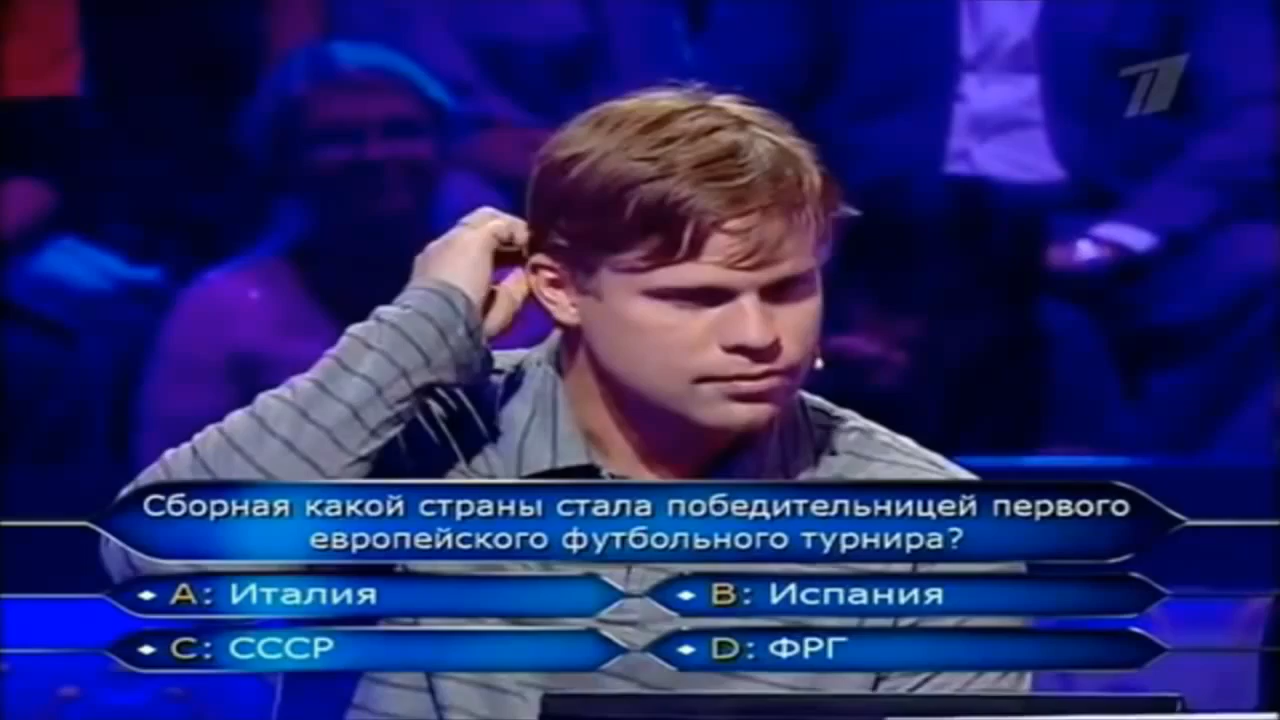 Сборная какой страны стала победительницей первого
европейского футбольного турнира?
A: Италия
B: Испания
C: СССР
D: ФРГ